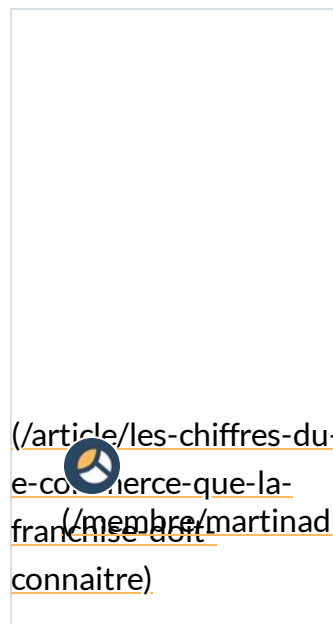 (/article/les-chiffres-du-
e-commerce-que-la-
franchise-doit-
(/membre/martinad
connaitre)